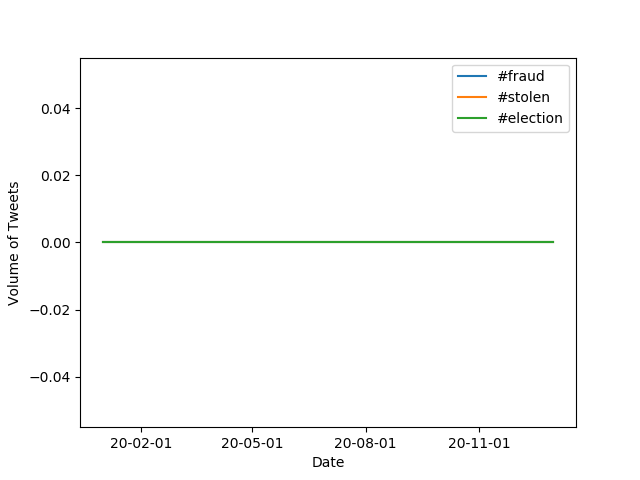 #fraud
#stolen
#election
0.04
0.02
0.00
−0.02
−0.04
Volume of Tweets
20-02-01 20-05-01 20-08-01 20-11-01
Date